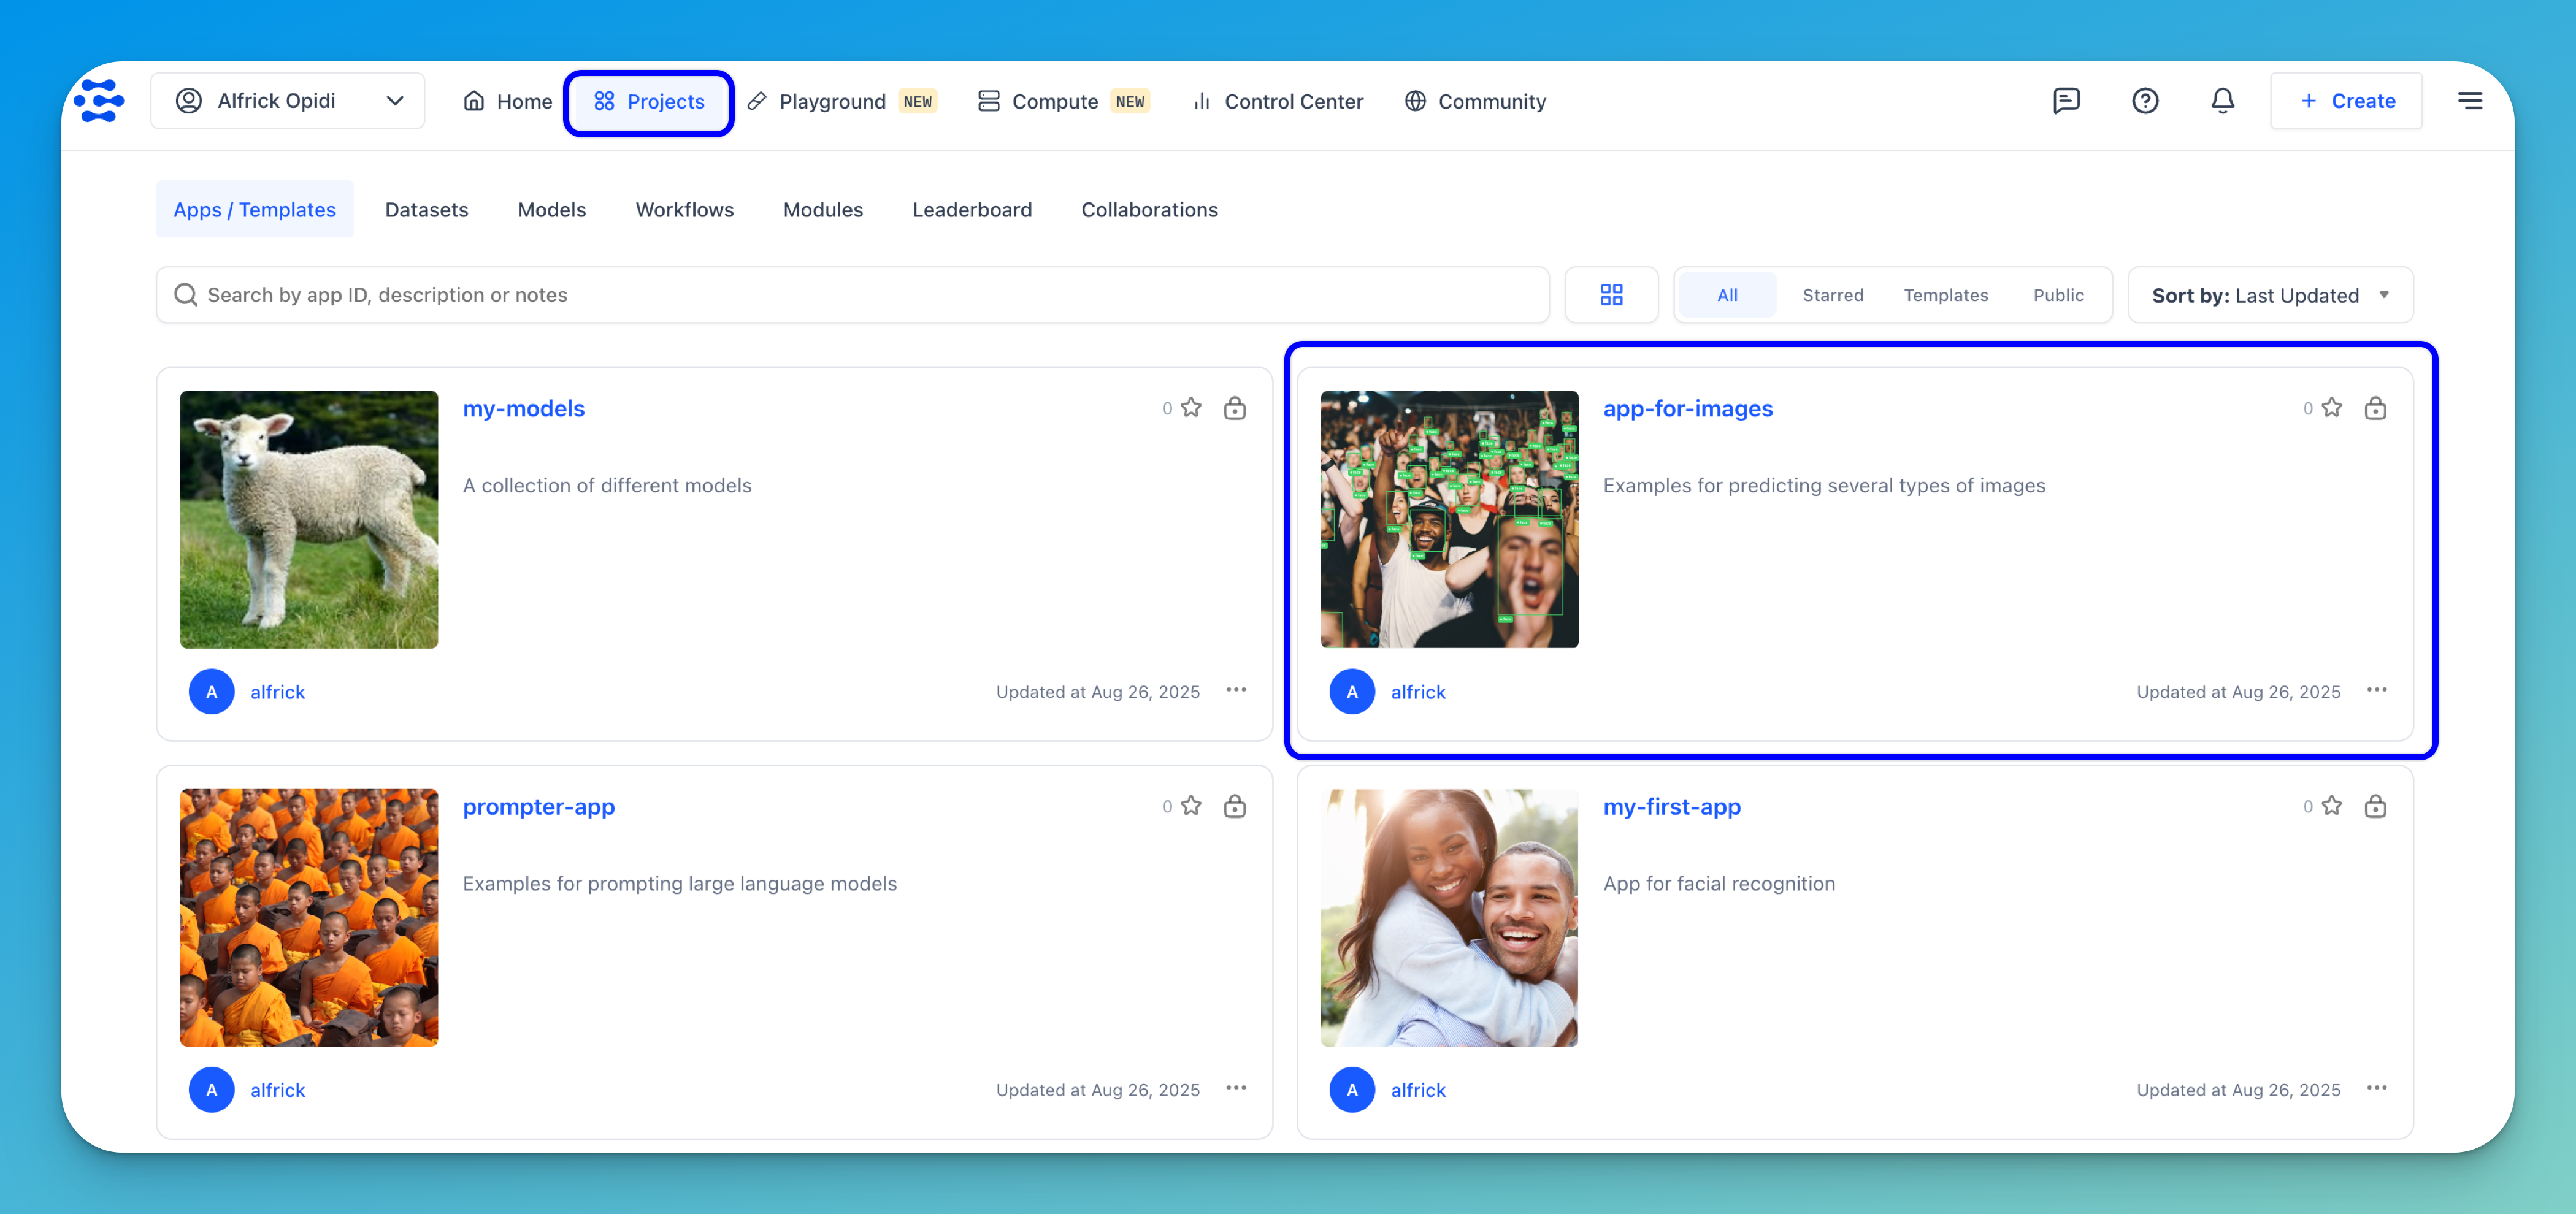 Alfrick Opidi
Home
Projects
Playground NEW
Compute NEW
Control Center
Community
+ Create
Apps / Templates
Datasets
Models
Workflows
Modules
Leaderboard
Collaborations
Search by app ID, description or notes
All
Starred
Templates
Public
Sort by: Last Updated
my-models
0
A collection of different models
A
alfrick
Updated at Aug 26, 2025
app-for-images
0
Examples for predicting several types of images
A
alfrick
Updated at Aug 26, 2025
prompter-app
0
Examples for prompting large language models
A
alfrick
Updated at Aug 26, 2025
my-first-app
0
App for facial recognition
A
alfrick
Updated at Aug 26, 2025